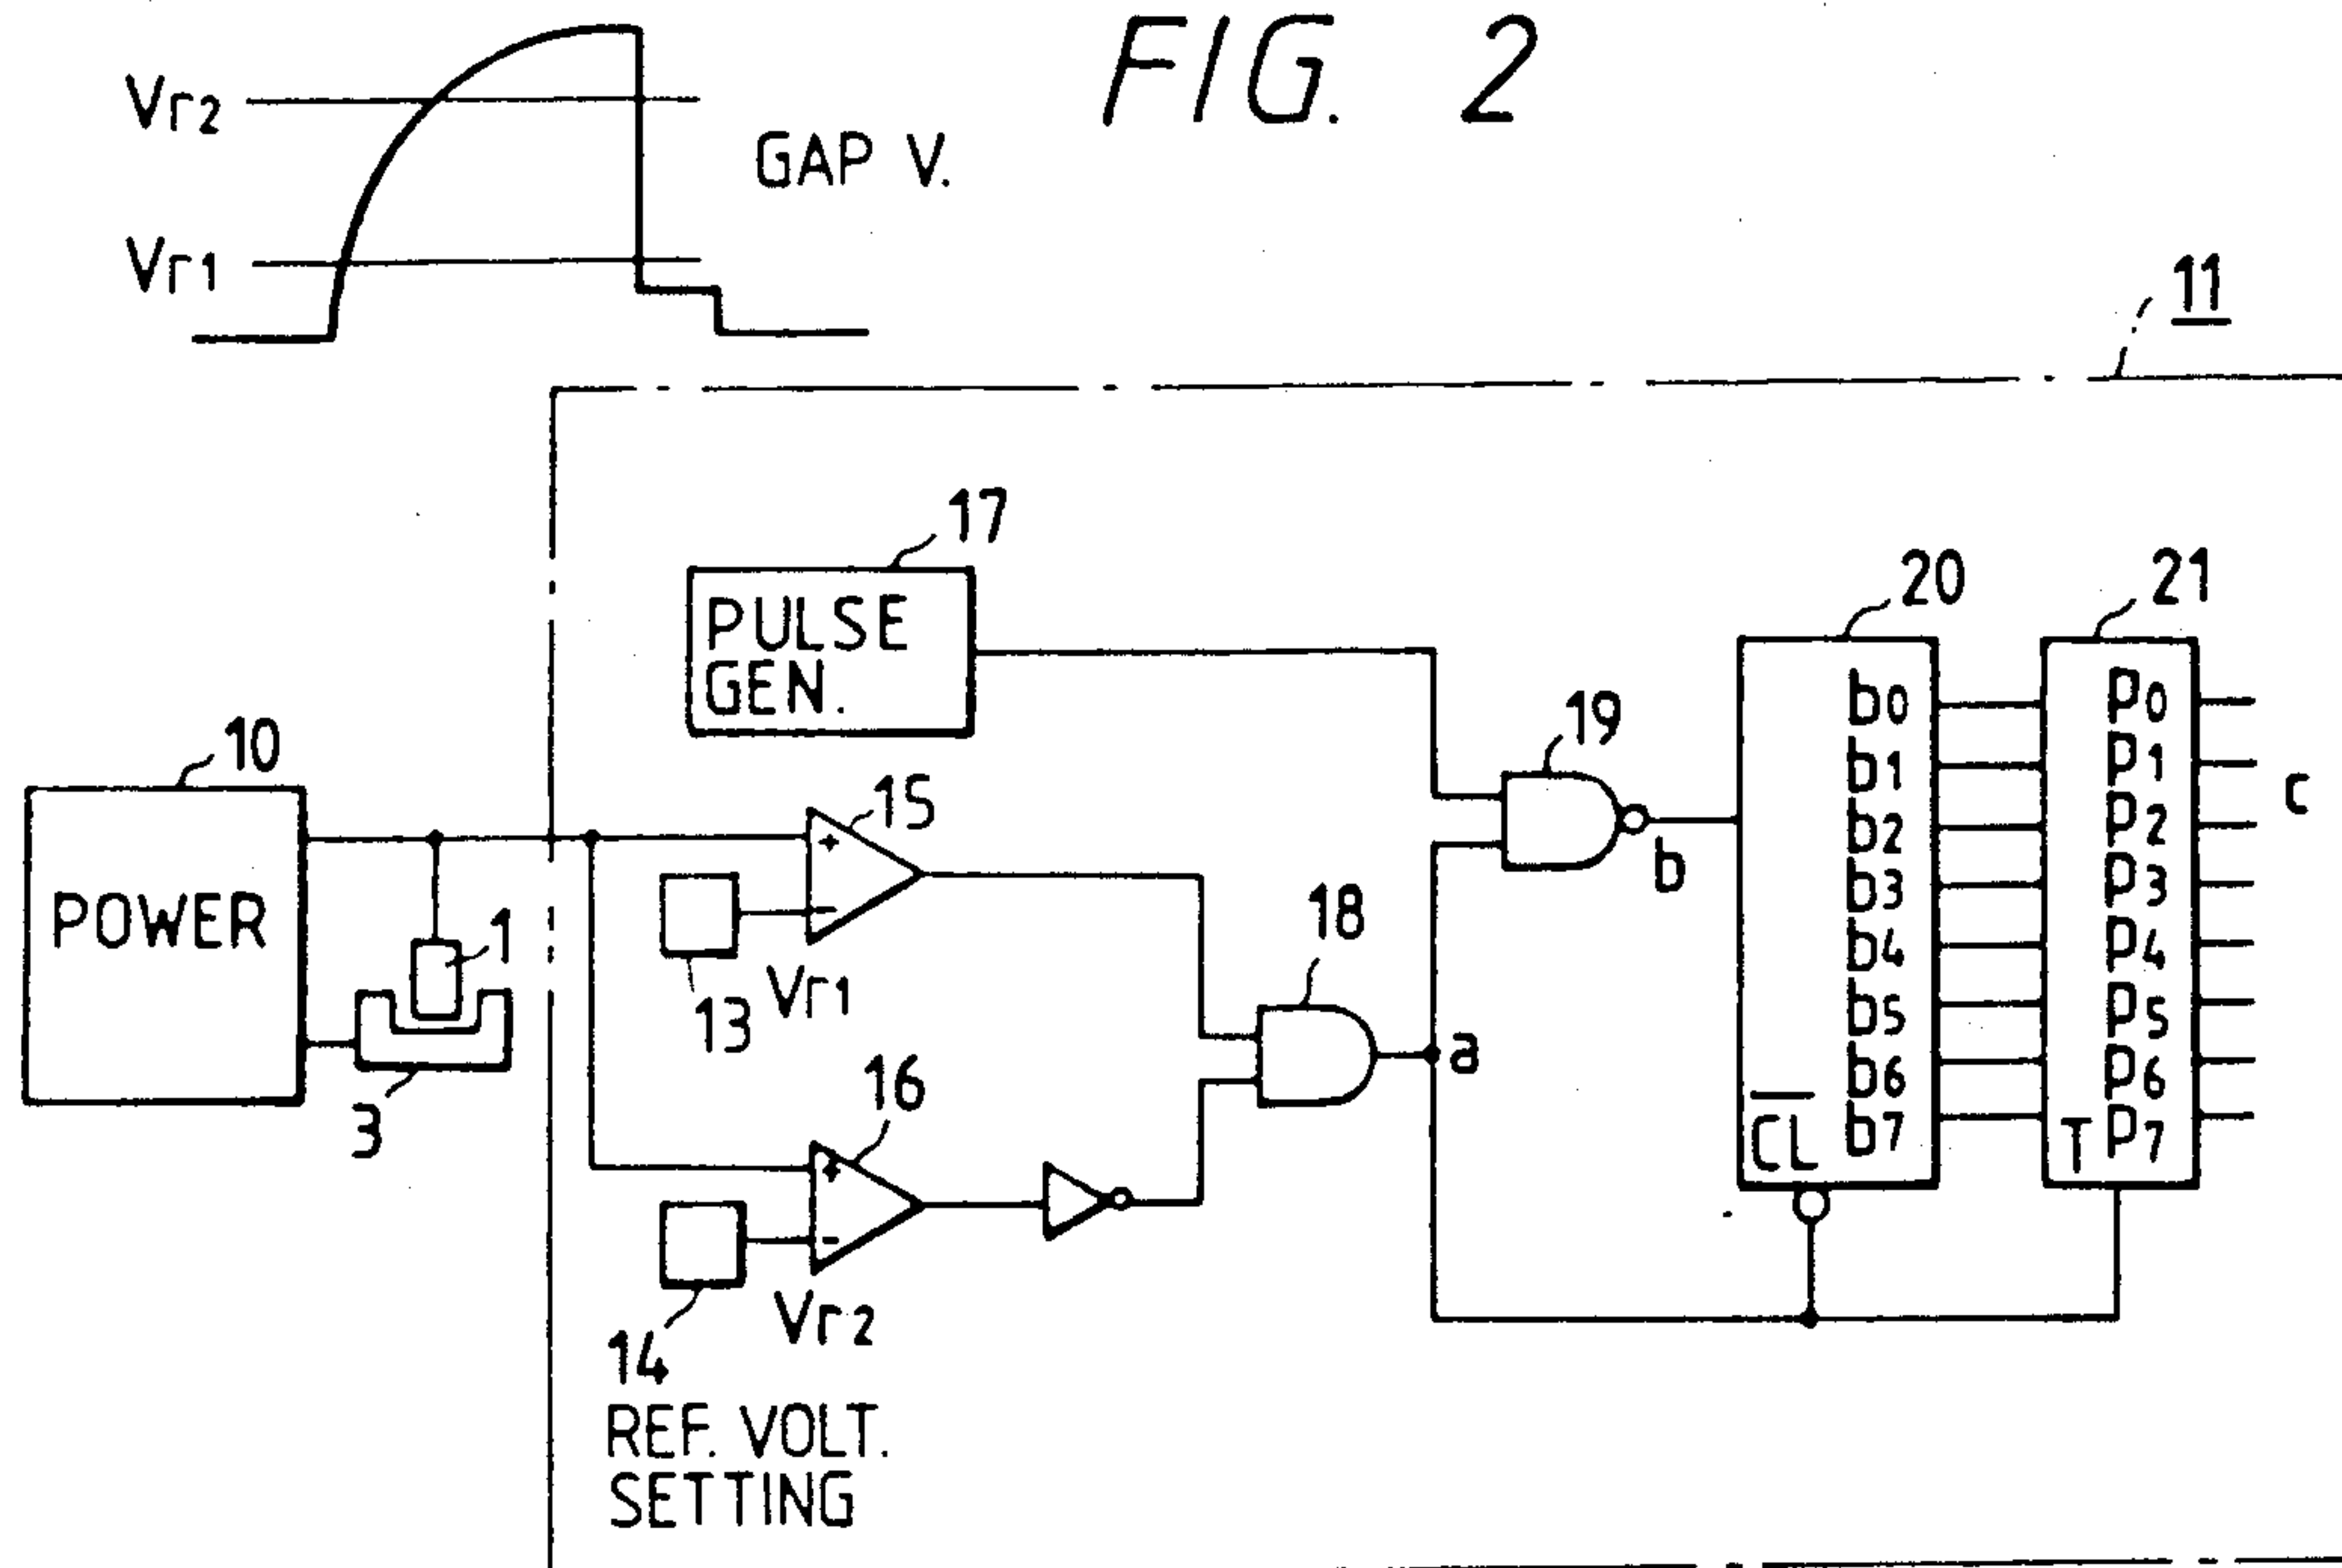 FIG. 2
Vr2
GAP V.
Vr1
11
17
PULSE
GEN.
20
21
10
POWER
1
3
15
+
-
13
Vr1
16
+
-
14
Vr2
REF. VOLT.
SETTING
18
a
19
b
b0
b1
b2
b3
b4
b5
b6
b7
CL
P0
P1
P2
P3
P4
P5
P6
P7
T
c